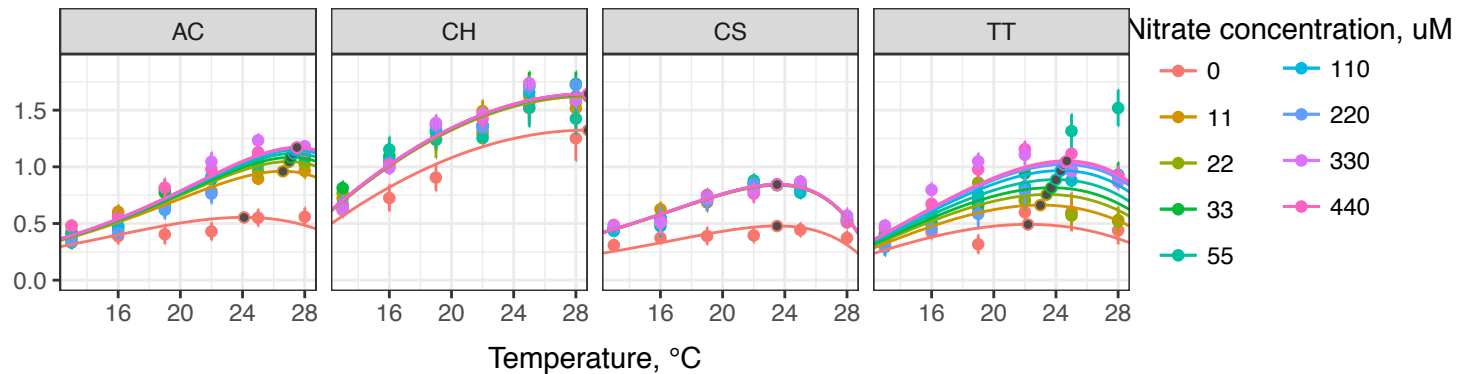 AC CH CS TT
Nitrate concentration, uM
0 110
11 220
22 330
33 440
55
1.5
1.0
0.5
0.0
16 20 24 28 16 20 24 28 16 20 24 28 16 20 24 28
Temperature, °C